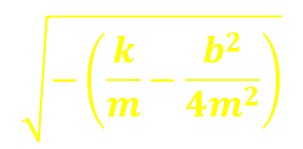 √(−(k/m − b²/4m²))